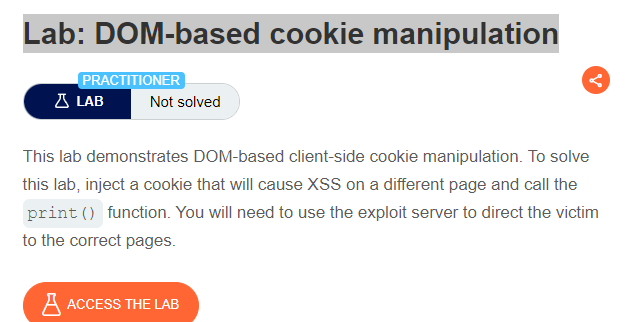 Lab: DOM-based cookie manipulation
PRACTITIONER
LAB
Not solved
This lab demonstrates DOM-based client-side cookie manipulation. To solve
this lab, inject a cookie that will cause XSS on a different page and call the
print() function. You will need to use the exploit server to direct the victim
to the correct pages.
ACCESS THE LAB